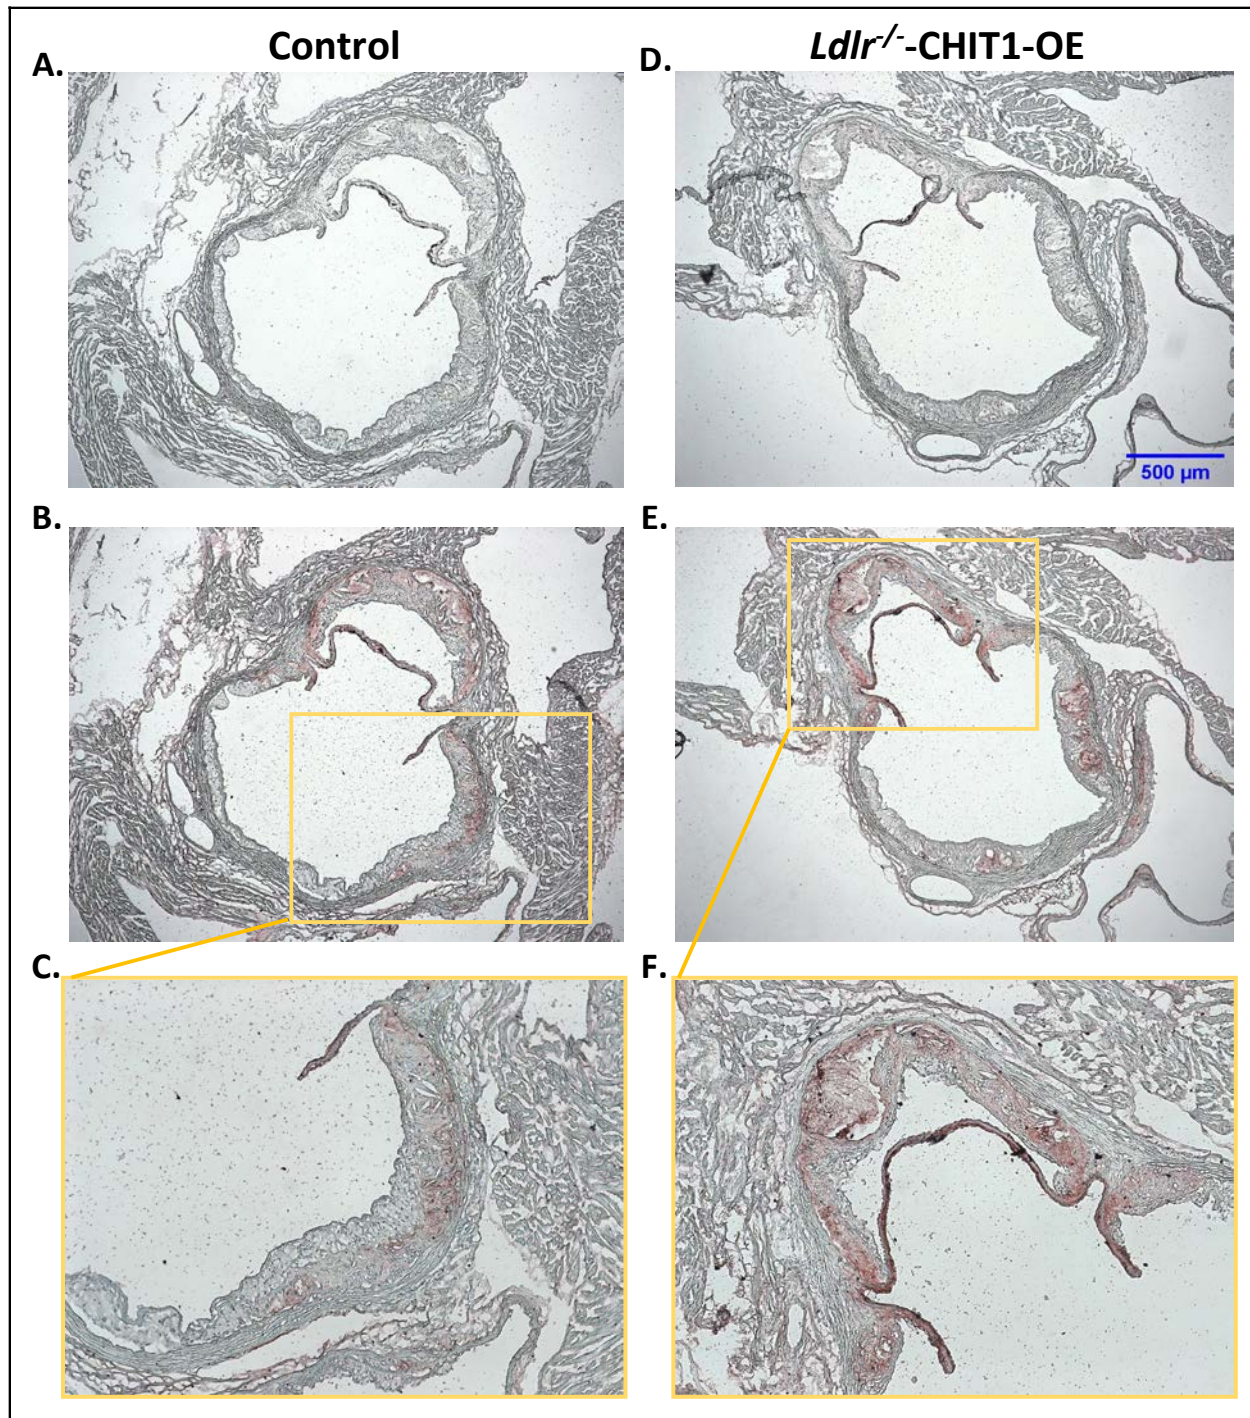 Control
Ldlr-/--CHIT1-OE
A.
D.
500 µm
B.
E.
C.
F.